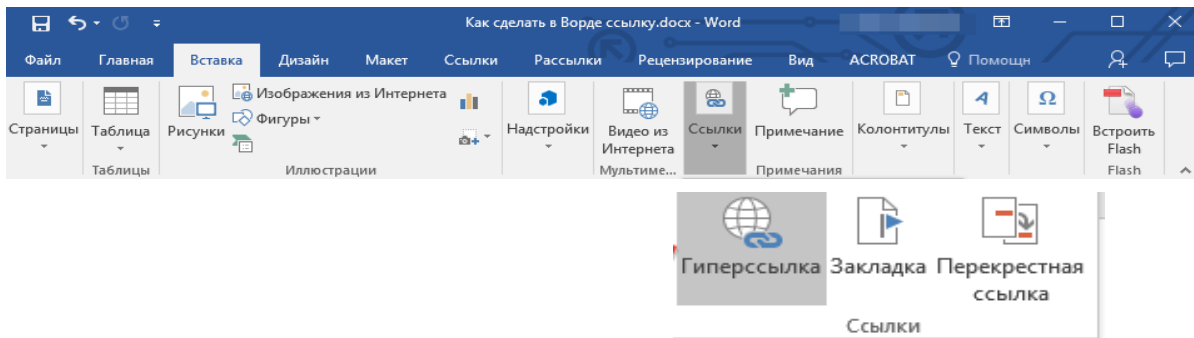 Как сделать в Ворде ссылку.docx - Word
Файл Главная Вставка Дизайн Макет Ссылки Рассылки Рецензирование Вид ACROBAT Помощн
Страницы Таблица Рисунки Изображения из Интернета Фигуры Надстройки Видео из Интернета Ссылки Примечание Колонтитулы Текст Символы Встроить Flash
Таблицы Иллюстрации Мультиме... Примечания Flash
Гиперссылка Закладка Перекрестная
ссылка
Ссылки